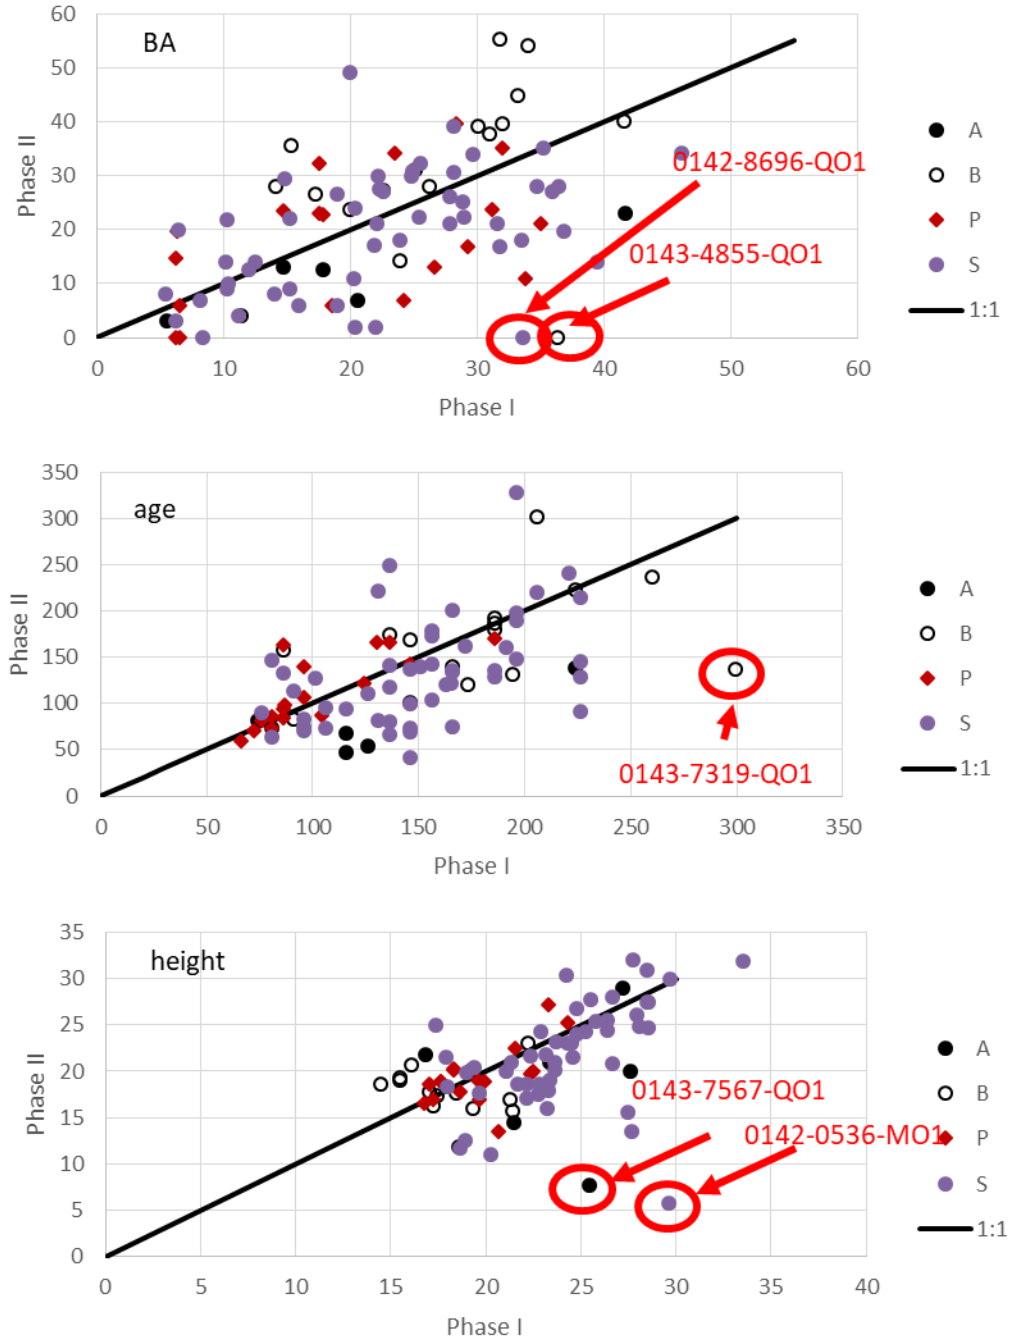 BA
60
50
40
30
20
10
0
Phase II
0 10 20 30 40 50 60
Phase I
0142-8696-QO1
0143-4855-QO1
A
B
P
S
1:1
age
350
300
250
200
150
100
50
0
Phase II
0 50 100 150 200 250 300 350
Phase I
0143-7319-QO1
A
B
P
S
1:1
height
35
30
25
20
15
10
5
0
Phase II
0 5 10 15 20 25 30 35 40
Phase I
0143-7567-QO1
0142-0536-MO1
A
B
P
S
1:1